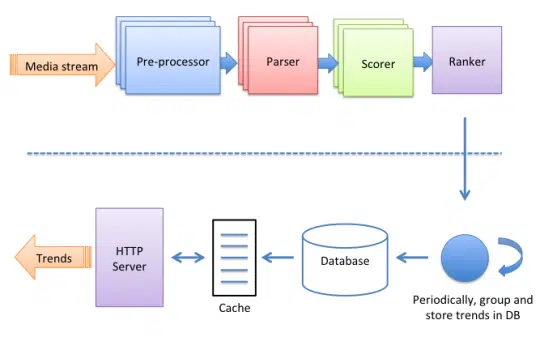 Media stream
Pre-processor
Parser
Scorer
Ranker
Trends
HTTP
Server
Cache
Database
Periodically, group and
store trends in DB